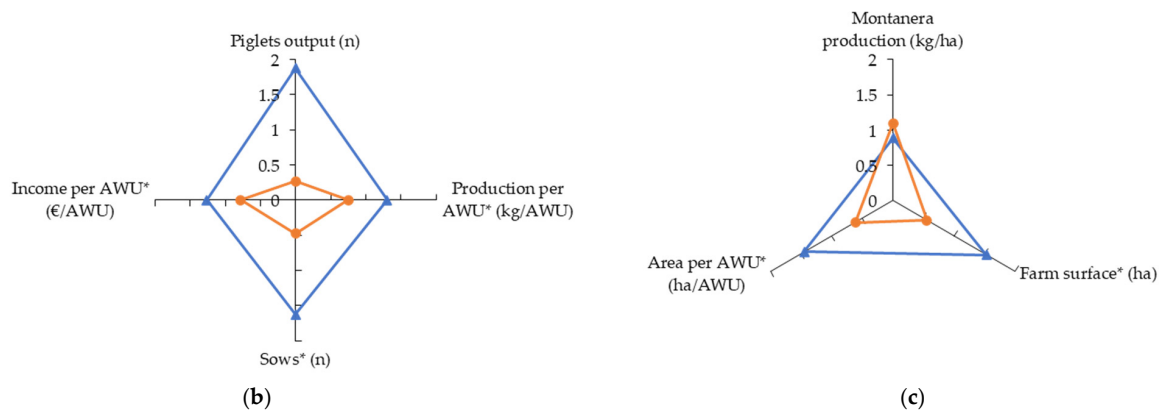 Piglets output (n)
2
1.5
1
0.5
0
Income per AWU*
(€/AWU)
Production per
AWU* (kg/AWU)
Sows* (n)
(b)
Montanera
production (kg/ha)
2
1.5
1
0.5
0
Area per AWU*
(ha/AWU)
Farm surface* (ha)
(c)